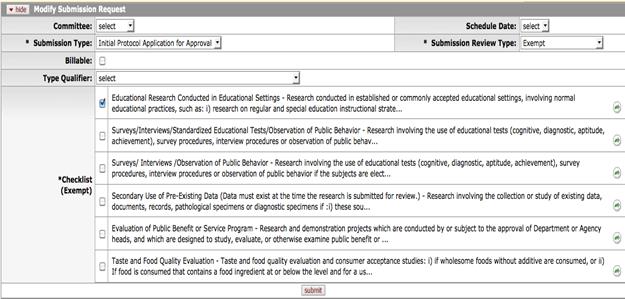 hide Modify Submission Request
Committee: select Schedule Date: select
* Submission Type: Initial Protocol Application for Approval * Submission Review Type: Exempt
Billable:
Type Qualifier: select
*Checklist
(Exempt)
Educational Research Conducted in Educational Settings - Research conducted in established or commonly accepted educational settings, involving normal
educational practices, such as: i) research on regular and special education instructional strate...
Surveys/Interviews/Standardized Educational Tests/Observation of Public Behavior - Research involving the use of educational tests (cognitive, diagnostic, aptitude,
achievement), survey procedures, interview procedures or observation of public behav...
Surveys/ Interviews /Observation of Public Behavior - Research involving the use of educational tests (cognitive, diagnostic, aptitude, achievement), survey
procedures, interview procedures or observation of public behavior if the subjects are elect...
Secondary Use of Pre-Existing Data (Data must exist at the time the research is submitted for review.) - Research involving the collection or study of existing data,
documents, records, pathological specimens or diagnostic specimens if :i) these sou...
Evaluation of Public Benefit or Service Program - Research and demonstration projects which are conducted by or subject to the approval of Department or Agency
heads, and which are designed to study, evaluate, or otherwise examine public benefit or ...
Taste and Food Quality Evaluation - Taste and food quality evaluation and consumer acceptance studies: i) if wholesome foods without additive are consumed, or ii)
If food is consumed that contains a food ingredient at or below the level and for a us...
submit